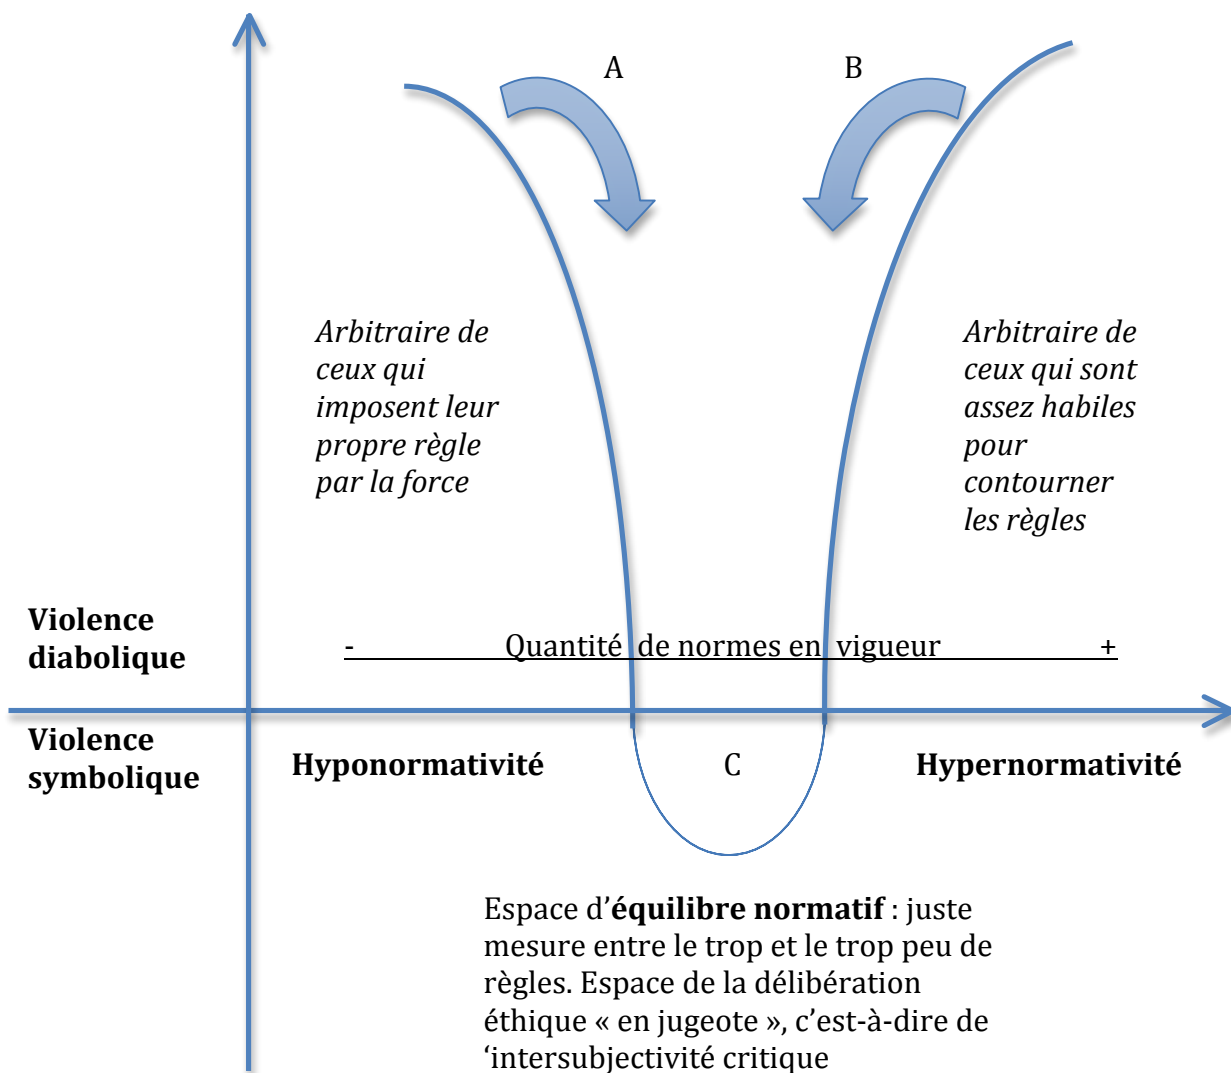 A
B
Arbitraire de
ceux qui
imposent leur
propre règle
par la force
Arbitraire de
ceux qui sont
assez habiles
pour
contourner
les règles
Violence
diabolique
- Quantité de normes en vigueur +
Violence
symbolique
Hyponormativité
C
Hypernormativité
Espace d’équilibre normatif : juste
mesure entre le trop et le trop peu de
règles. Espace de la délibération
éthique « en jugeote », c’est-à-dire de
‘intersubjectivité critique